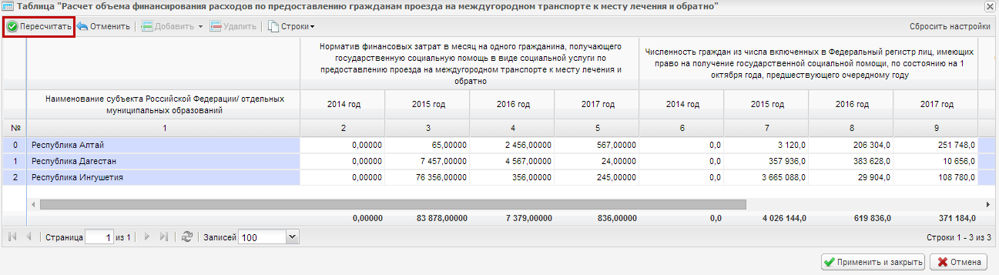 Таблица "Расчет объема финансирования расходов по предоставлению гражданам проезда на междугородном транспорте к месту лечения и обратно"
Пересчитать Отменить Добавить Удалить Строки Сбросить настройки
Норматив финансовых затрат в месяц на одного гражданина, получающего
государственную социальную помощь в виде социальной услуги по
предоставлению проезда на междугородном транспорте к месту лечения и
обратно
Численность граждан из числа включенных в Федеральный регистр лиц, имеющих
право на получение государственной социальной помощи, по состоянию на 1
октября года, предшествующего очередному году
Наименование субъекта Российской Федерации/ отдельных
муниципальных образований
2014 год 2015 год 2016 год 2017 год 2014 год 2015 год 2016 год 2017 год
№ 1 2 3 4 5 6 7 8 9
0 Республика Алтай 0,00000 65,00000 2 456,00000 567,00000 0,0 3 120,0 206 304,0 251 748,0
1 Республика Дагестан 0,00000 7 457,00000 4 567,00000 24,00000 0,0 357 936,0 383 628,0 10 656,0
2 Республика Ингушетия 0,00000 76 356,00000 356,00000 245,00000 0,0 3 665 088,0 29 904,0 108 780,0
0,00000 83 878,00000 7 379,00000 836,00000 0,0 4 026 144,0 619 836,0 371 184,0
Страница 1 из 1 Записей 100 Строки 1 - 3 из 3
Применить и закрыть Отмена